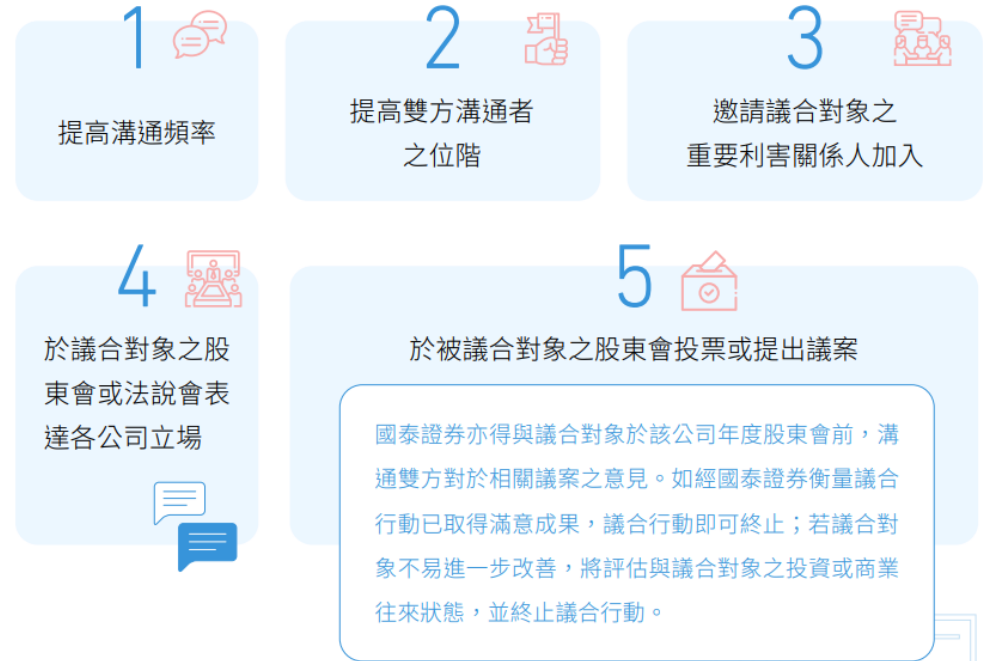 1
提高溝通頻率
2
提高雙方溝通者
之位階
3
邀請議合對象之
重要利害關係人加入
4
於議合對象之股
東會或法說會表
達各公司立場
5
於被議合對象之股東會投票或提出議案
國泰證券亦得與議合對象於該公司年度股東會前，溝
通雙方對於相關議案之意見。如經國泰證券衡量議合
行動已取得滿意成果，議合行動即可終止；若議合對
象不易進一步改善，將評估與議合對象之投資或商業
往來狀態，並終止議合行動。